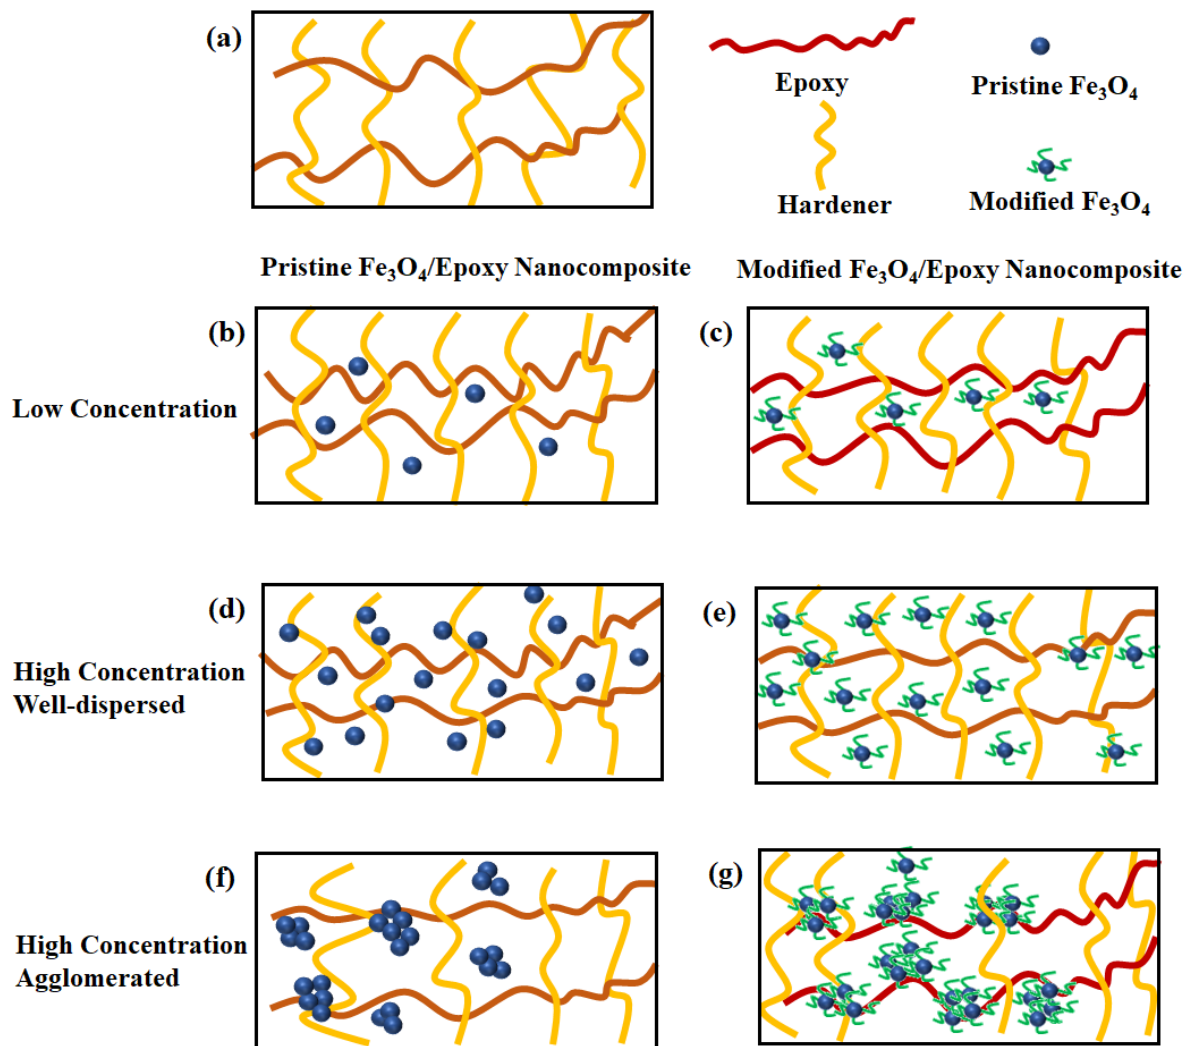 (a)
Epoxy
Pristine Fe₃O₄
Hardener
Modified Fe₃O₄
Pristine Fe₃O₄/Epoxy Nanocomposite
Modified Fe₃O₄/Epoxy Nanocomposite
(b)
(c)
Low Concentration
(d)
(e)
High Concentration
Well-dispersed
(f)
(g)
High Concentration
Agglomerated